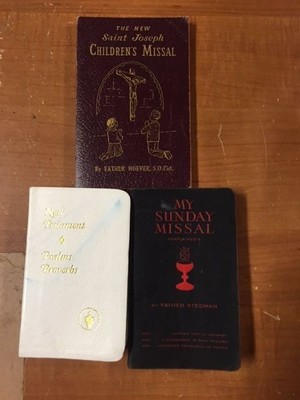 THE NEW
Saint Joseph
CHILDREN'S MISSAL
By FATHER HOEVER, S.O.Cist.
New
Testament
Psalms
Proverbs
MY
SUNDAY
MISSAL
BY FATHER STEDMAN